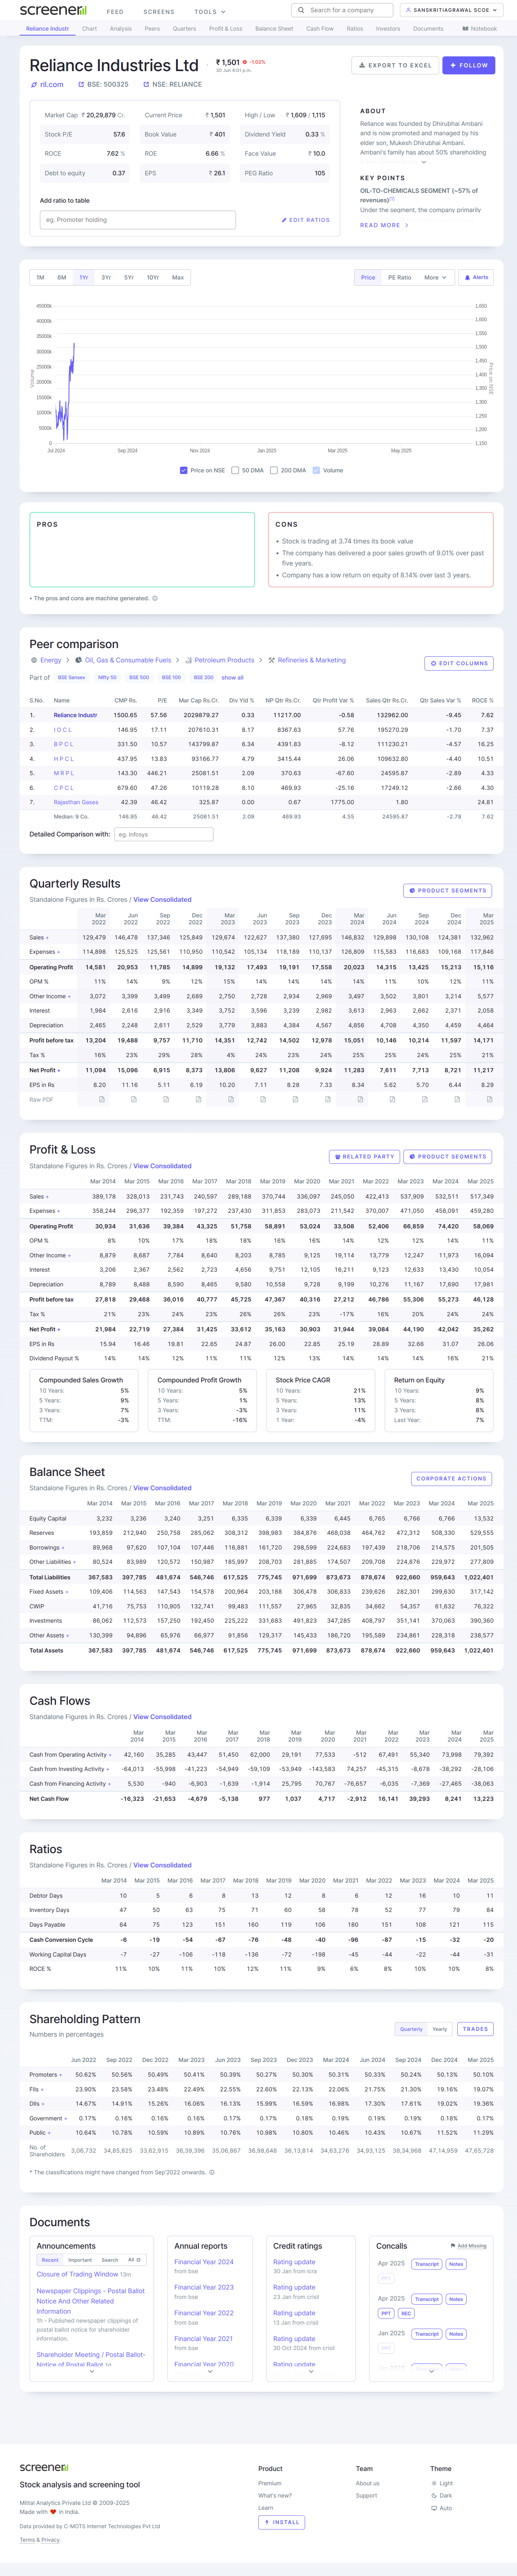 screener
FEED SCREENS TOOLS
Search for a company
SANSKRITIAGRAWAL SCOE
Reliance Industr Chart Analysis Peers Quarters Profit & Loss Balance Sheet Cash Flow Ratios Investors Documents Notebook
Reliance Industries Ltd
₹ 1,501 -1.02%
20 Jun 4:01 p.m.
EXPORT TO EXCEL
FOLLOW
ril.com BSE: 500325 NSE: RELIANCE
Market Cap ₹ 20,29,879 Cr. Current Price ₹ 1,501 High / Low ₹ 1,609 / 1,115
Stock P/E 57.6 Book Value ₹ 401 Dividend Yield 0.33 %
ROCE 7.62 % ROE 6.66 % Face Value ₹ 10.0
Debt to equity 0.37 EPS ₹ 26.1 PEG Ratio 105
Add ratio to table
eg. Promoter holding
EDIT RATIOS
ABOUT
Reliance was founded by Dhirubhai Ambani
and is now promoted and managed by his
elder son, Mukesh Dhirubhai Ambani.
Ambani's family has about 50% shareholding
KEY POINTS
OIL-TO-CHEMICALS SEGMENT (~57% of
revenues)[1]
Under the segment, the company primarily
READ MORE
1M 6M 1Yr 3Yr 5Yr 10Yr Max
Price PE Ratio More Alerts
45000k 1,650
40000k 1,600
35000k 1,550
30000k 1,500
25000k 1,450
20000k 1,400
15000k 1,350
10000k 1,300
5000k 1,250
0 1,200
1,150
Volume
Price on NSE
Jul 2024 Sep 2024 Nov 2024 Jan 2025 Mar 2025 May 2025
Price on NSE 50 DMA 200 DMA Volume
PROS
CONS
Stock is trading at 3.74 times its book value
The company has delivered a poor sales growth of 9.01% over past
five years.
Company has a low return on equity of 8.14% over last 3 years.
* The pros and cons are machine generated.
Peer comparison
Energy Oil, Gas & Consumable Fuels Petroleum Products Refineries & Marketing
EDIT COLUMNS
Part of BSE Sensex Nifty 50 BSE 500 BSE 100 BSE 200 show all
S.No. Name CMP Rs. P/E Mar Cap Rs.Cr. Div Yld % NP Qtr Rs.Cr. Qtr Profit Var % Sales Qtr Rs.Cr. Qtr Sales Var % ROCE %
1. Reliance Industr 1500.65 57.56 2029879.27 0.33 11217.00 -0.58 132962.00 -9.45 7.62
2. I O C L 146.95 17.11 207610.31 8.17 8367.63 57.76 195270.29 -1.70 7.37
3. B P C L 331.50 10.57 143799.87 6.34 4391.83 -8.12 111230.21 -4.57 16.25
4. H P C L 437.95 13.83 93166.77 4.79 3415.44 26.06 109632.80 -4.40 10.51
5. M R P L 143.30 446.21 25081.51 2.09 370.63 -67.60 24595.87 -2.89 4.33
6. C P C L 679.60 47.26 10119.28 8.10 469.93 -25.16 17249.12 -2.66 4.30
7. Rajasthan Gases 42.39 46.42 325.87 0.00 0.67 1775.00 1.80 24.81
Median: 9 Co. 146.95 46.42 25081.51 2.09 469.93 4.55 24595.87 -2.78 7.62
Detailed Comparison with: eg. Infosys
Quarterly Results
PRODUCT SEGMENTS
Standalone Figures in Rs. Crores / View Consolidated
Mar 2022 Jun 2022 Sep 2022 Dec 2022 Mar 2023 Jun 2023 Sep 2023 Dec 2023 Mar 2024 Jun 2024 Sep 2024 Dec 2024 Mar 2025
Sales + 129,479 146,478 137,346 125,849 129,674 122,627 137,380 127,695 146,832 129,898 130,108 124,381 132,962
Expenses + 114,898 125,525 125,561 110,950 110,542 105,134 118,189 110,137 126,809 115,583 116,683 109,168 117,846
Operating Profit 14,581 20,953 11,785 14,899 19,132 17,493 19,191 17,558 20,023 14,315 13,425 15,213 15,116
OPM % 11% 14% 9% 12% 15% 14% 14% 14% 14% 11% 10% 12% 11%
Other Income + 3,072 3,399 3,499 2,689 2,750 2,728 2,934 2,969 3,497 3,502 3,801 3,214 5,577
Interest 1,984 2,616 2,916 3,349 3,752 3,596 3,239 2,982 3,613 2,963 2,662 2,371 2,058
Depreciation 2,465 2,248 2,611 2,529 3,779 3,883 4,384 4,567 4,856 4,708 4,350 4,459 4,464
Profit before tax 13,204 19,488 9,757 11,710 14,351 12,742 14,502 12,978 15,051 10,146 10,214 11,597 14,171
Tax % 16% 23% 29% 28% 4% 24% 23% 24% 25% 25% 24% 25% 21%
Net Profit + 11,094 15,096 6,915 8,373 13,806 9,627 11,208 9,924 11,283 7,611 7,713 8,721 11,217
EPS in Rs 8.20 11.16 5.11 6.19 10.20 7.11 8.28 7.33 8.34 5.62 5.70 6.44 8.29
Raw PDF
Profit & Loss
RELATED PARTY PRODUCT SEGMENTS
Standalone Figures in Rs. Crores / View Consolidated
Mar 2014 Mar 2015 Mar 2016 Mar 2017 Mar 2018 Mar 2019 Mar 2020 Mar 2021 Mar 2022 Mar 2023 Mar 2024 Mar 2025
Sales + 389,178 328,013 231,743 240,597 289,188 370,744 336,097 245,050 422,413 537,909 532,511 517,349
Expenses + 358,244 296,377 192,359 197,272 237,430 311,853 283,073 211,542 370,007 471,050 458,091 459,280
Operating Profit 30,934 31,636 39,384 43,325 51,758 58,891 53,024 33,508 52,406 66,859 74,420 58,069
OPM % 8% 10% 17% 18% 18% 16% 16% 14% 12% 12% 14% 11%
Other Income + 8,879 8,687 7,784 8,640 8,203 8,785 9,125 19,114 13,779 12,247 11,973 16,094
Interest 3,206 2,367 2,562 2,723 4,656 9,751 12,105 16,211 9,123 12,633 13,430 10,054
Depreciation 8,789 8,488 8,590 8,465 9,580 10,558 9,728 9,199 10,276 11,167 17,690 17,981
Profit before tax 27,818 29,468 36,016 40,777 45,725 47,367 40,316 27,212 46,786 55,306 55,273 46,128
Tax % 21% 23% 24% 23% 26% 26% 23% -17% 16% 20% 24% 24%
Net Profit + 21,984 22,719 27,384 31,425 33,612 35,163 30,903 31,944 39,084 44,190 42,042 35,262
EPS in Rs 15.94 16.46 19.81 22.65 24.87 26.00 22.85 25.19 28.89 32.66 31.07 26.06
Dividend Payout % 14% 14% 12% 11% 11% 12% 13% 14% 14% 14% 16% 21%
Compounded Sales Growth Compounded Profit Growth Stock Price CAGR Return on Equity
10 Years: 5% 10 Years: 5% 10 Years: 21% 10 Years: 9%
5 Years: 9% 5 Years: 1% 5 Years: 13% 5 Years: 8%
3 Years: 7% 3 Years: -3% 3 Years: 11% 3 Years: 8%
TTM: -3% TTM: -16% 1 Year: -4% Last Year: 7%
Balance Sheet
CORPORATE ACTIONS
Standalone Figures in Rs. Crores / View Consolidated
Mar 2014 Mar 2015 Mar 2016 Mar 2017 Mar 2018 Mar 2019 Mar 2020 Mar 2021 Mar 2022 Mar 2023 Mar 2024 Mar 2025
Equity Capital 3,232 3,236 3,240 3,251 6,335 6,339 6,339 6,445 6,765 6,766 6,766 13,532
Reserves 193,859 212,940 250,758 285,062 308,312 398,983 384,876 468,038 464,762 472,312 508,330 529,555
Borrowings + 89,968 97,620 107,104 107,446 116,881 161,720 298,599 224,683 197,439 218,706 214,575 201,505
Other Liabilities + 80,524 83,989 120,572 150,987 185,997 208,703 281,885 174,507 209,708 224,876 229,972 277,809
Total Liabilities 367,583 397,785 481,674 546,746 617,525 775,745 971,699 873,673 878,674 922,660 959,643 1,022,401
Fixed Assets + 109,406 114,563 147,543 154,578 200,964 203,188 306,478 306,833 239,626 282,301 299,630 317,142
CWIP 41,716 75,753 110,905 132,741 99,483 111,557 27,965 32,835 34,662 54,357 61,632 76,322
Investments 86,062 112,573 157,250 192,450 225,222 331,683 491,823 347,285 408,797 351,141 370,063 390,360
Other Assets + 130,399 94,896 65,976 66,977 91,856 129,317 145,433 186,720 195,589 234,861 228,318 238,577
Total Assets 367,583 397,785 481,674 546,746 617,525 775,745 971,699 873,673 878,674 922,660 959,643 1,022,401
Cash Flows
Standalone Figures in Rs. Crores / View Consolidated
Mar 2014 Mar 2015 Mar 2016 Mar 2017 Mar 2018 Mar 2019 Mar 2020 Mar 2021 Mar 2022 Mar 2023 Mar 2024 Mar 2025
Cash from Operating Activity + 42,160 35,285 43,447 51,450 62,000 29,191 77,533 -512 67,491 55,340 73,998 79,392
Cash from Investing Activity + -64,013 -55,998 -41,223 -54,949 -59,109 -53,949 -143,583 74,257 -45,315 -8,678 -38,292 -28,106
Cash from Financing Activity + 5,530 -940 -6,903 -1,639 -1,914 25,795 70,767 -76,657 -6,035 -7,369 -27,465 -38,063
Net Cash Flow -16,323 -21,653 -4,679 -5,138 977 1,037 4,717 -2,912 16,141 39,293 8,241 13,223
Ratios
Standalone Figures in Rs. Crores / View Consolidated
Mar 2014 Mar 2015 Mar 2016 Mar 2017 Mar 2018 Mar 2019 Mar 2020 Mar 2021 Mar 2022 Mar 2023 Mar 2024 Mar 2025
Debtor Days 10 5 6 8 13 12 8 6 12 16 10 11
Inventory Days 47 50 63 75 71 60 58 78 52 77 79 84
Days Payable 64 75 123 151 160 119 106 180 151 108 121 115
Cash Conversion Cycle -6 -19 -54 -67 -76 -48 -40 -96 -87 -15 -32 -20
Working Capital Days -7 -27 -106 -118 -136 -72 -198 -45 -44 -22 -44 -31
ROCE % 11% 10% 11% 10% 12% 11% 9% 6% 8% 10% 10% 8%
Shareholding Pattern
Quarterly Yearly TRADES
Numbers in percentages
Jun 2022 Sep 2022 Dec 2022 Mar 2023 Jun 2023 Sep 2023 Dec 2023 Mar 2024 Jun 2024 Sep 2024 Dec 2024 Mar 2025
Promoters + 50.62% 50.56% 50.49% 50.41% 50.39% 50.27% 50.30% 50.31% 50.33% 50.24% 50.13% 50.10%
FIIs + 23.90% 23.58% 23.48% 22.49% 22.55% 22.60% 22.13% 22.06% 21.75% 21.30% 19.16% 19.07%
DIIs + 14.67% 14.91% 15.26% 16.06% 16.13% 15.99% 16.59% 16.98% 17.30% 17.61% 19.02% 19.36%
Government + 0.17% 0.16% 0.16% 0.16% 0.17% 0.17% 0.18% 0.19% 0.19% 0.19% 0.18% 0.17%
Public + 10.64% 10.78% 10.59% 10.89% 10.76% 10.98% 10.80% 10.46% 10.43% 10.67% 11.52% 11.29%
No. of Shareholders 3,06,732 34,85,825 33,62,915 36,39,396 35,06,867 36,98,648 36,13,814 34,63,276 34,93,125 38,34,968 47,14,959 47,65,728
* The classifications might have changed from Sep'2022 onwards.
Documents
Announcements
Recent Important Search All
Closure of Trading Window 13m
Newspaper Clippings - Postal Ballot
Notice And Other Related
Information
1h - Published newspaper clippings of
postal ballot notice for shareholder
information.
Shareholder Meeting / Postal Ballot-
Notice of Postal Ballot 1d
Annual reports
Financial Year 2024
from bse
Financial Year 2023
from bse
Financial Year 2022
from bse
Financial Year 2021
from bse
Financial Year 2020
Credit ratings
Rating update
30 Jan from icra
Rating update
23 Jan from crisil
Rating update
13 Jan from crisil
Rating update
30 Oct 2024 from crisil
Rating update
Concalls
Add Missing
Apr 2025 Transcript Notes
PPT
Apr 2025 Transcript Notes
PPT REC
Jan 2025 Transcript Notes
PPT
screener
Stock analysis and screening tool
Mittal Analytics Private Ltd © 2009-2025
Made with ❤️ in India.
Data provided by C-MOTS Internet Technologies Pvt Ltd
Terms & Privacy.
Product
Premium
What's new?
Learn
INSTALL
Team
About us
Support
Theme
Light
Dark
Auto